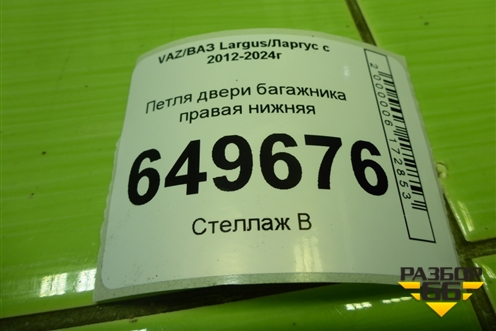 VAZ/ВАЗ Largus/Ларгус с
2012-2024г
Петля двери багажника
правая нижняя
649676
Стеллаж В
2000006172853
РАЗБОР
66